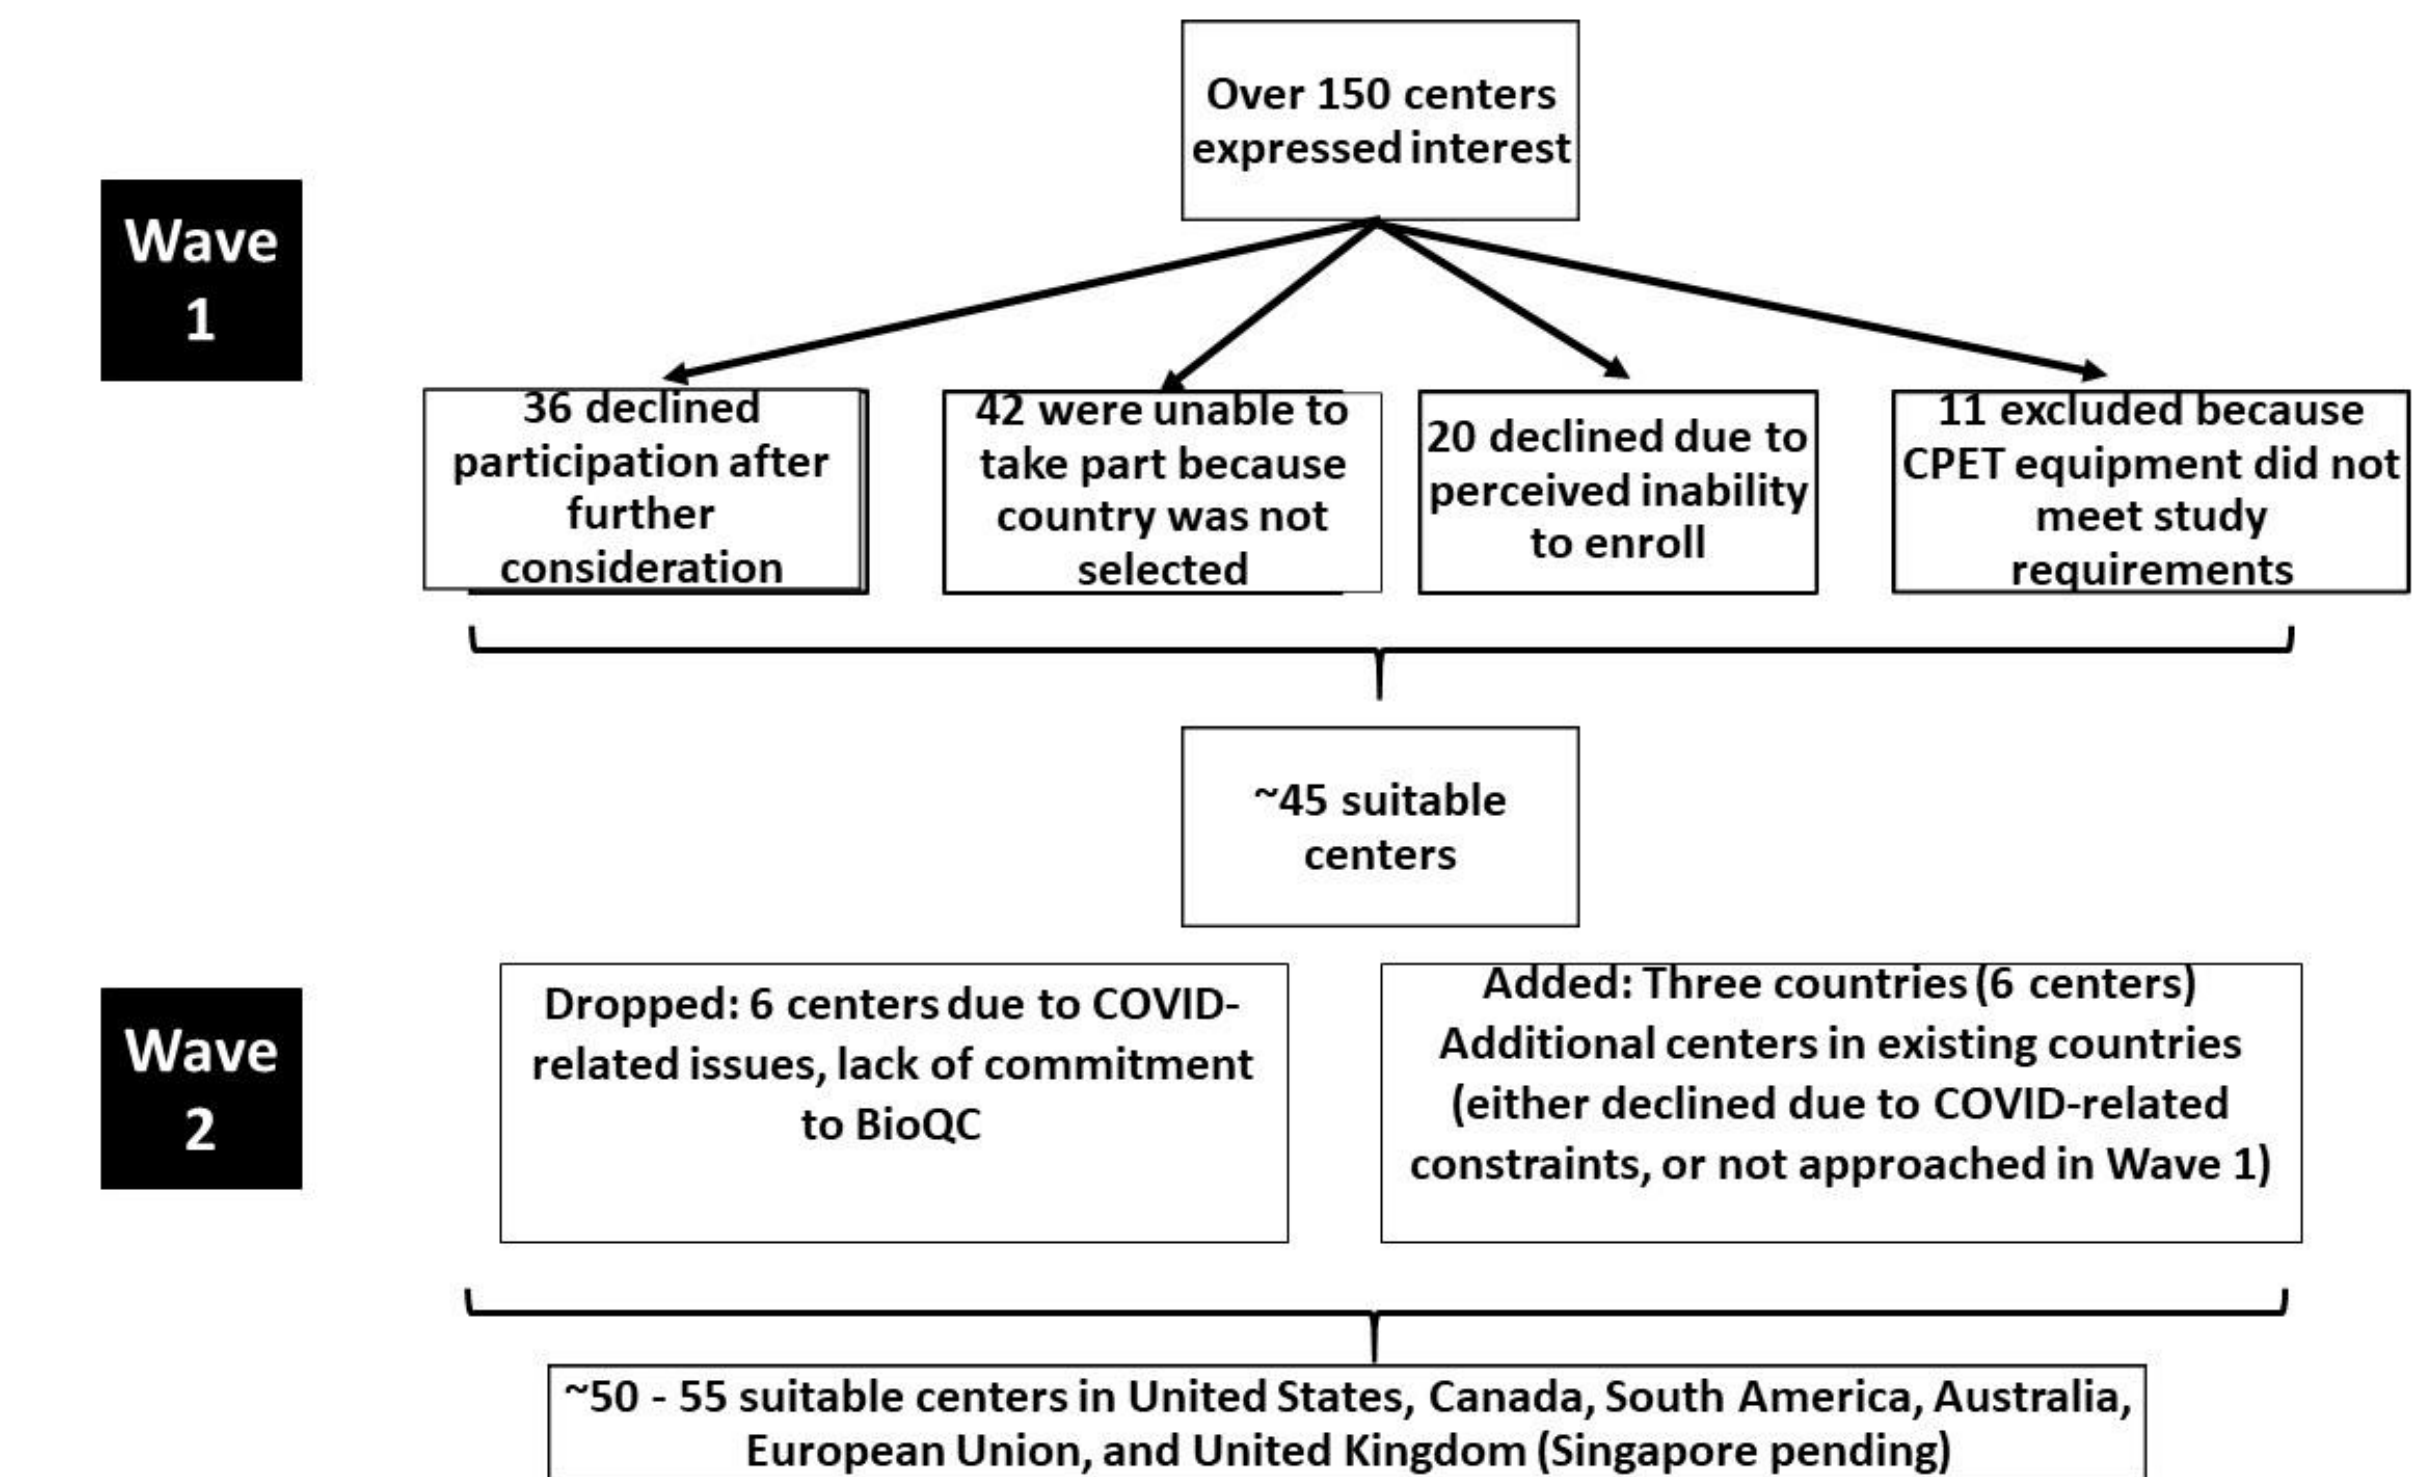 Over 150 centers
expressed interest
Wave
1
36 declined
participation after
further
consideration
42 were unable to
take part because
country was not
selected
20 declined due to
perceived inability
to enroll
11 excluded because
CPET equipment did not
meet study
requirements
~45 suitable
centers
Wave
2
Dropped: 6 centers due to COVID-
related issues, lack of commitment
to BioQC
Added: Three countries (6 centers)
Additional centers in existing countries
(either declined due to COVID-related
constraints, or not approached in Wave 1)
~50 - 55 suitable centers in United States, Canada, South America, Australia,
European Union, and United Kingdom (Singapore pending)